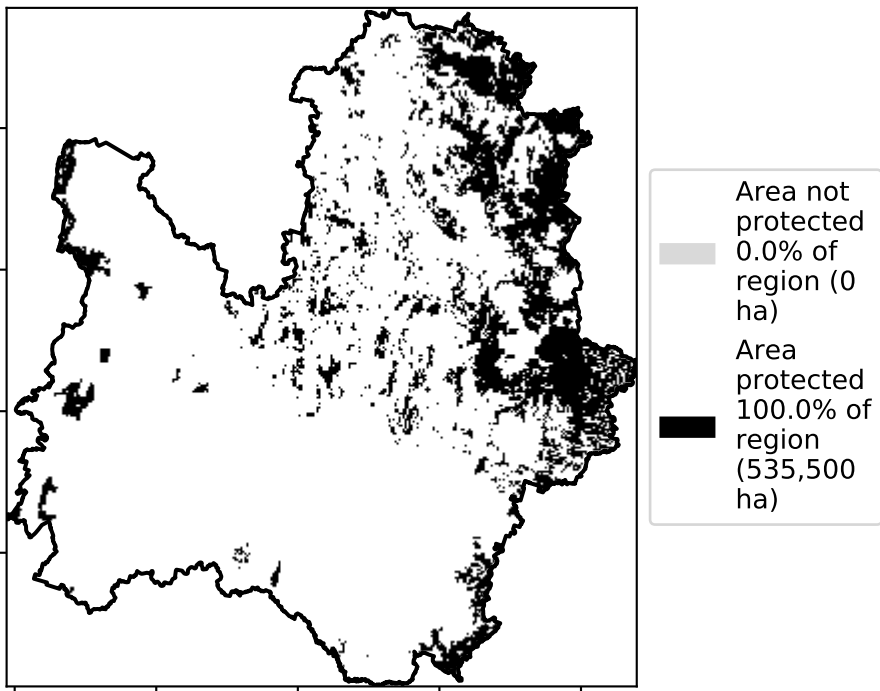 Area not
protected
0.0% of
region (0
ha)
Area
protected
100.0% of
region
(535,500
ha)